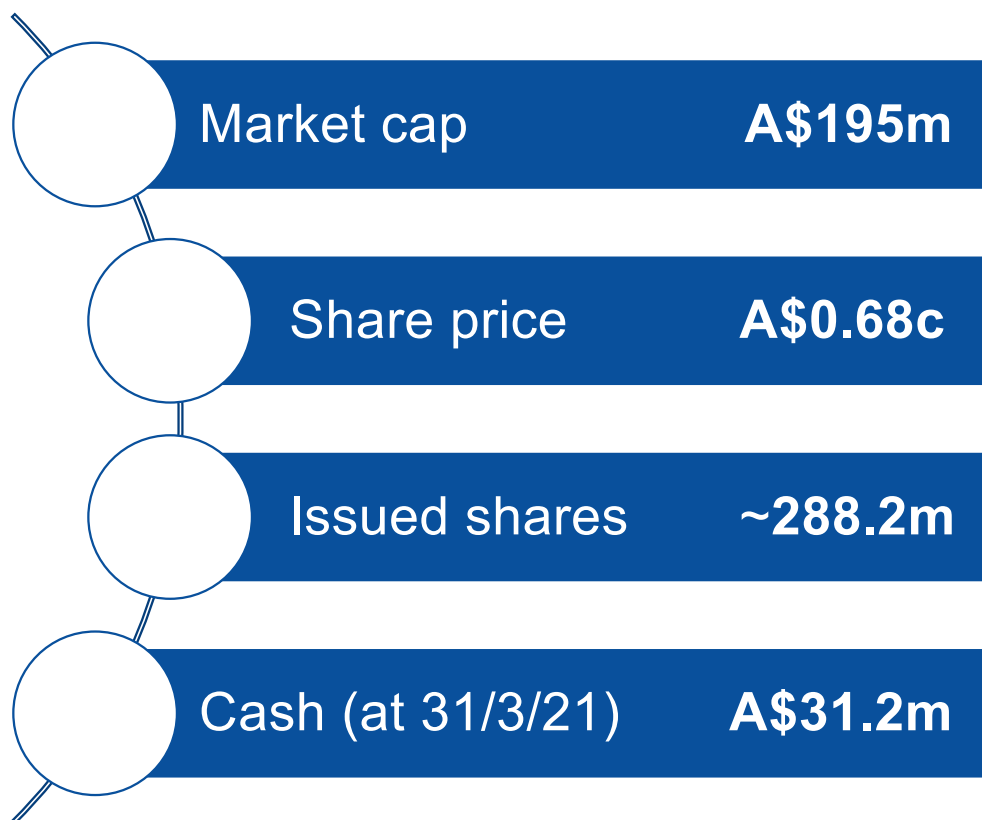 Market cap A$195m
Share price A$0.68c
Issued shares ~288.2m
Cash (at 31/3/21) A$31.2m